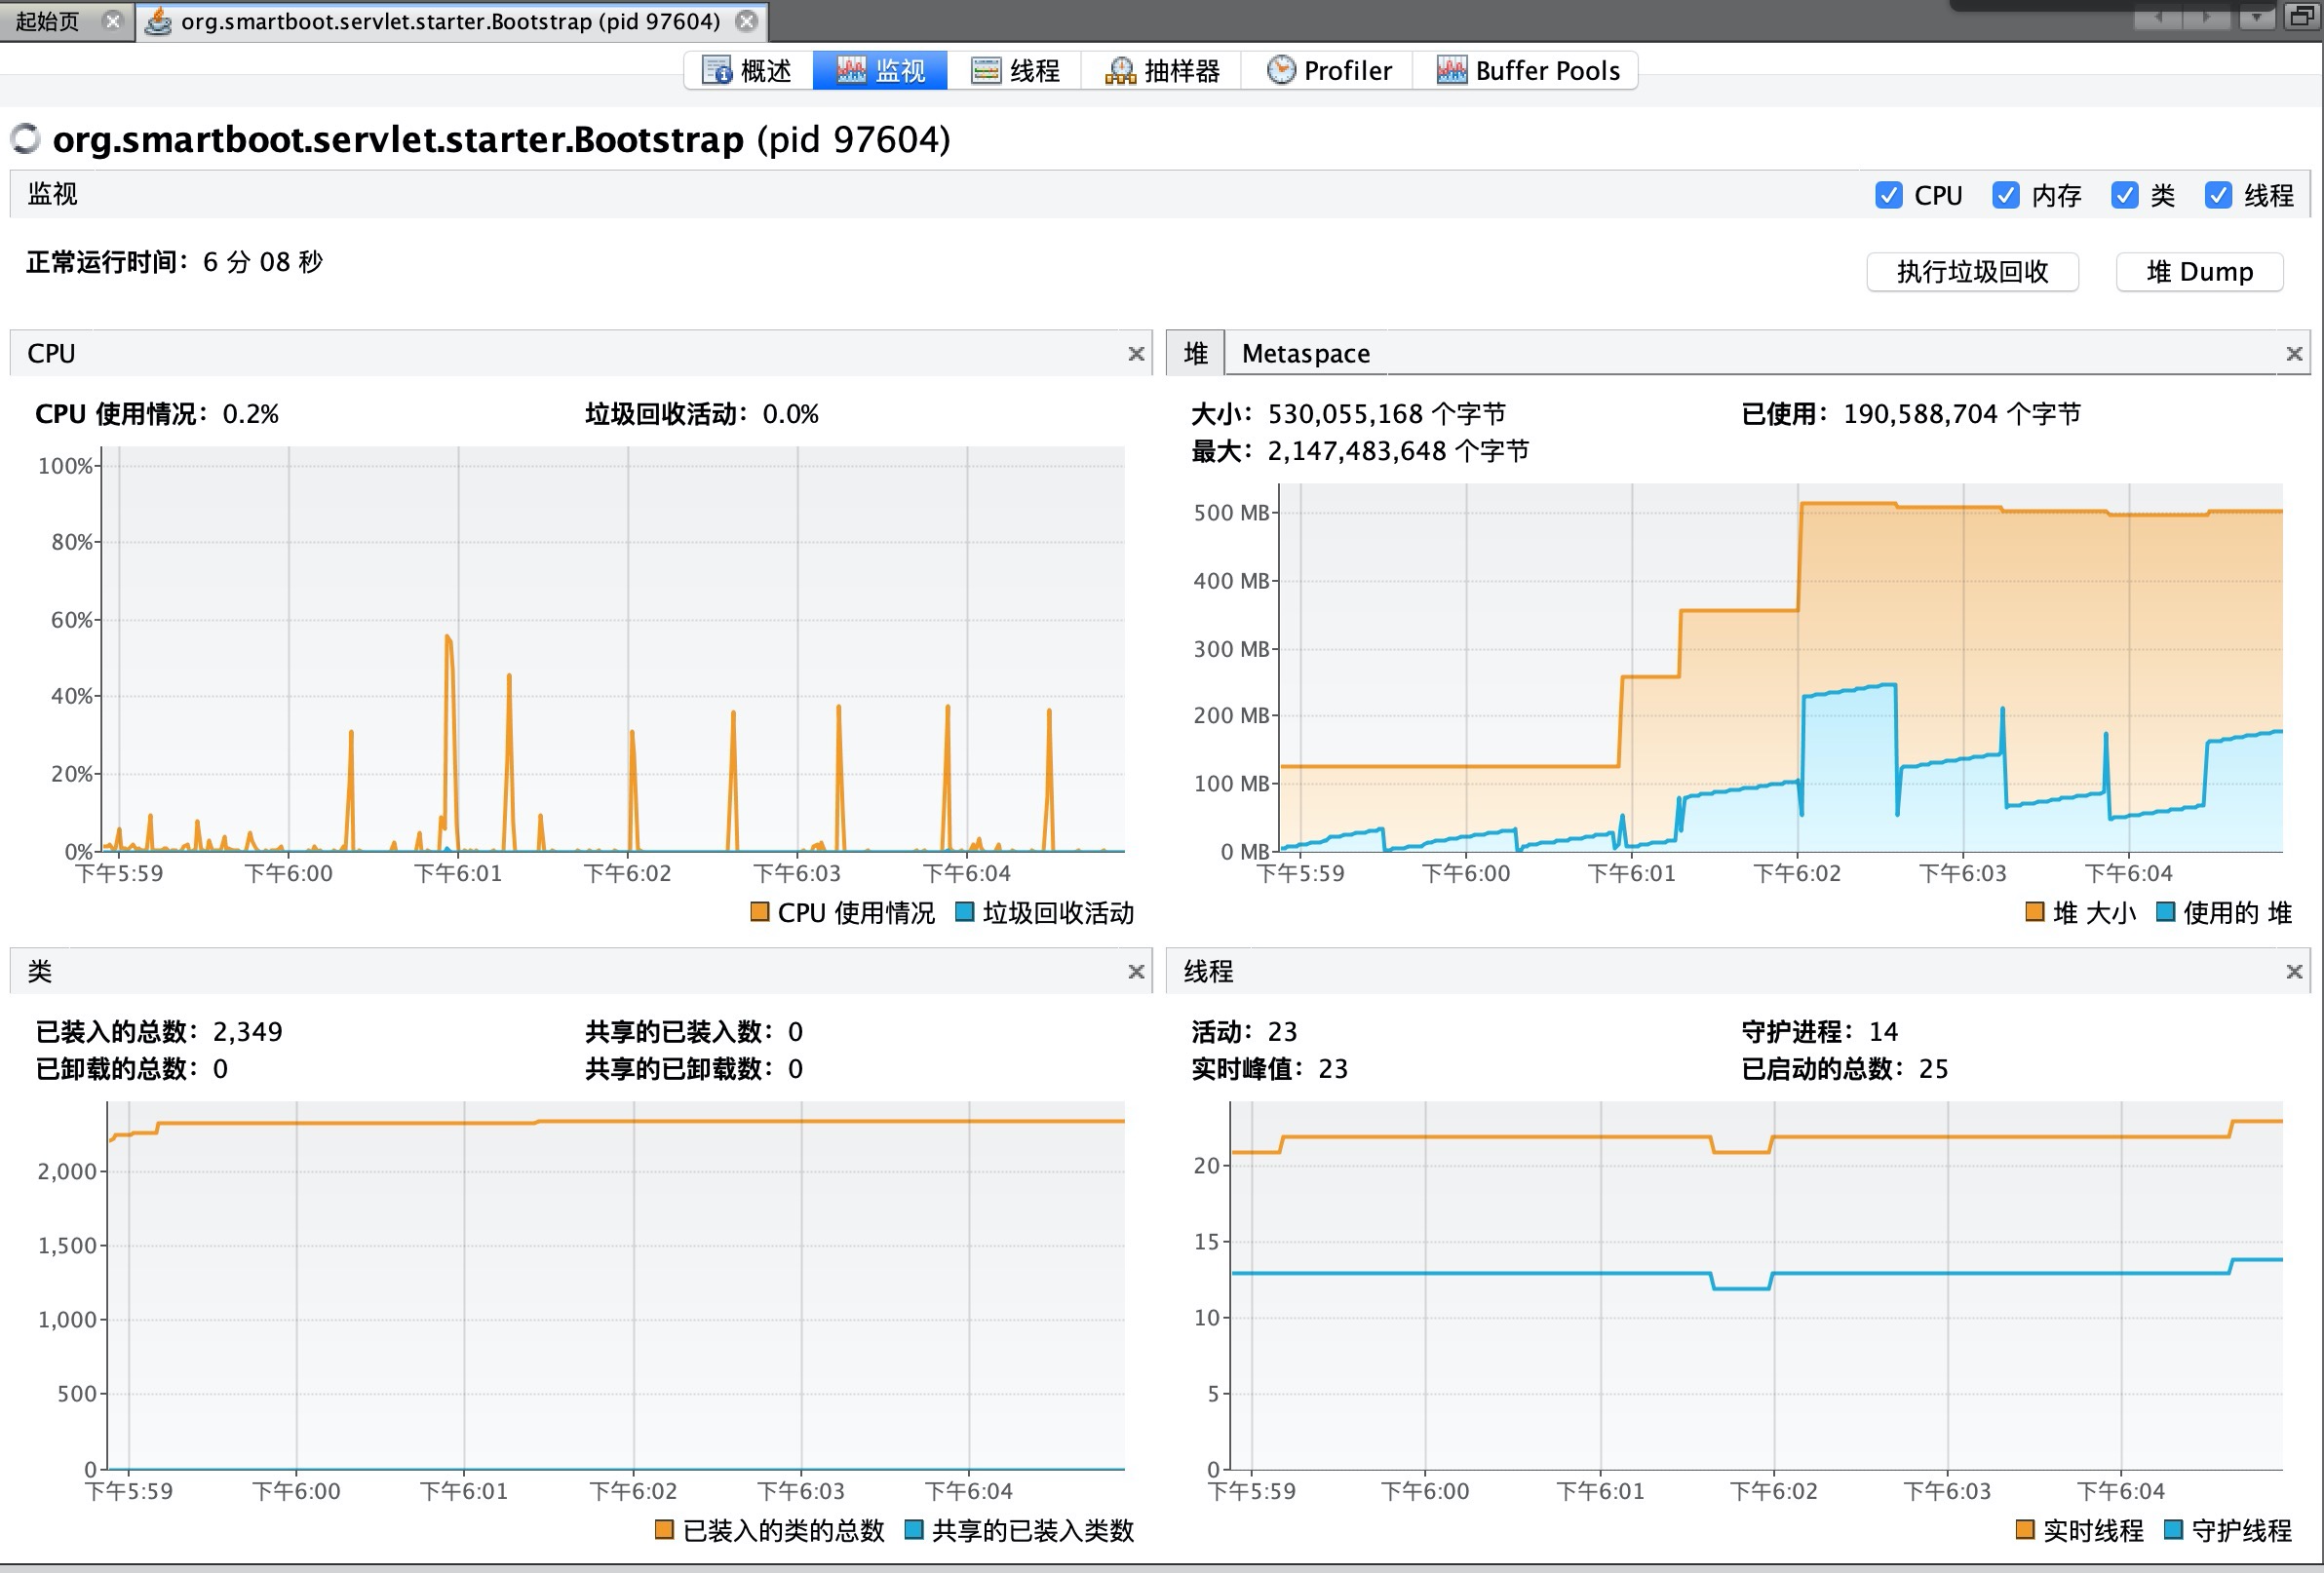 起始页
org.smartboot.servlet.starter.Bootstrap (pid 97604)
概述 监视 线程 抽样器 Profiler Buffer Pools
org.smartboot.servlet.starter.Bootstrap (pid 97604)
监视
CPU 内存 类 线程
正常运行时间：6 分 08 秒
执行垃圾回收 堆 Dump
CPU
CPU 使用情况：0.2% 垃圾回收活动：0.0%
100%
80%
60%
40%
20%
0%
下午5:59 下午6:00 下午6:01 下午6:02 下午6:03 下午6:04
CPU 使用情况 垃圾回收活动
堆 Metaspace
大小：530,055,168 个字节 已使用：190,588,704 个字节
最大：2,147,483,648 个字节
500 MB
400 MB
300 MB
200 MB
100 MB
0 MB
下午5:59 下午6:00 下午6:01 下午6:02 下午6:03 下午6:04
堆 大小 使用的 堆
类
已装入的总数：2,349 共享的已装入数：0
已卸载的总数：0 共享的已卸载数：0
2,000
1,500
1,000
500
0
下午5:59 下午6:00 下午6:01 下午6:02 下午6:03 下午6:04
已装入的类的总数 共享的已装入类数
线程
活动：23 守护进程：14
实时峰值：23 已启动的总数：25
20
15
10
5
0
下午5:59 下午6:00 下午6:01 下午6:02 下午6:03 下午6:04
实时线程 守护线程